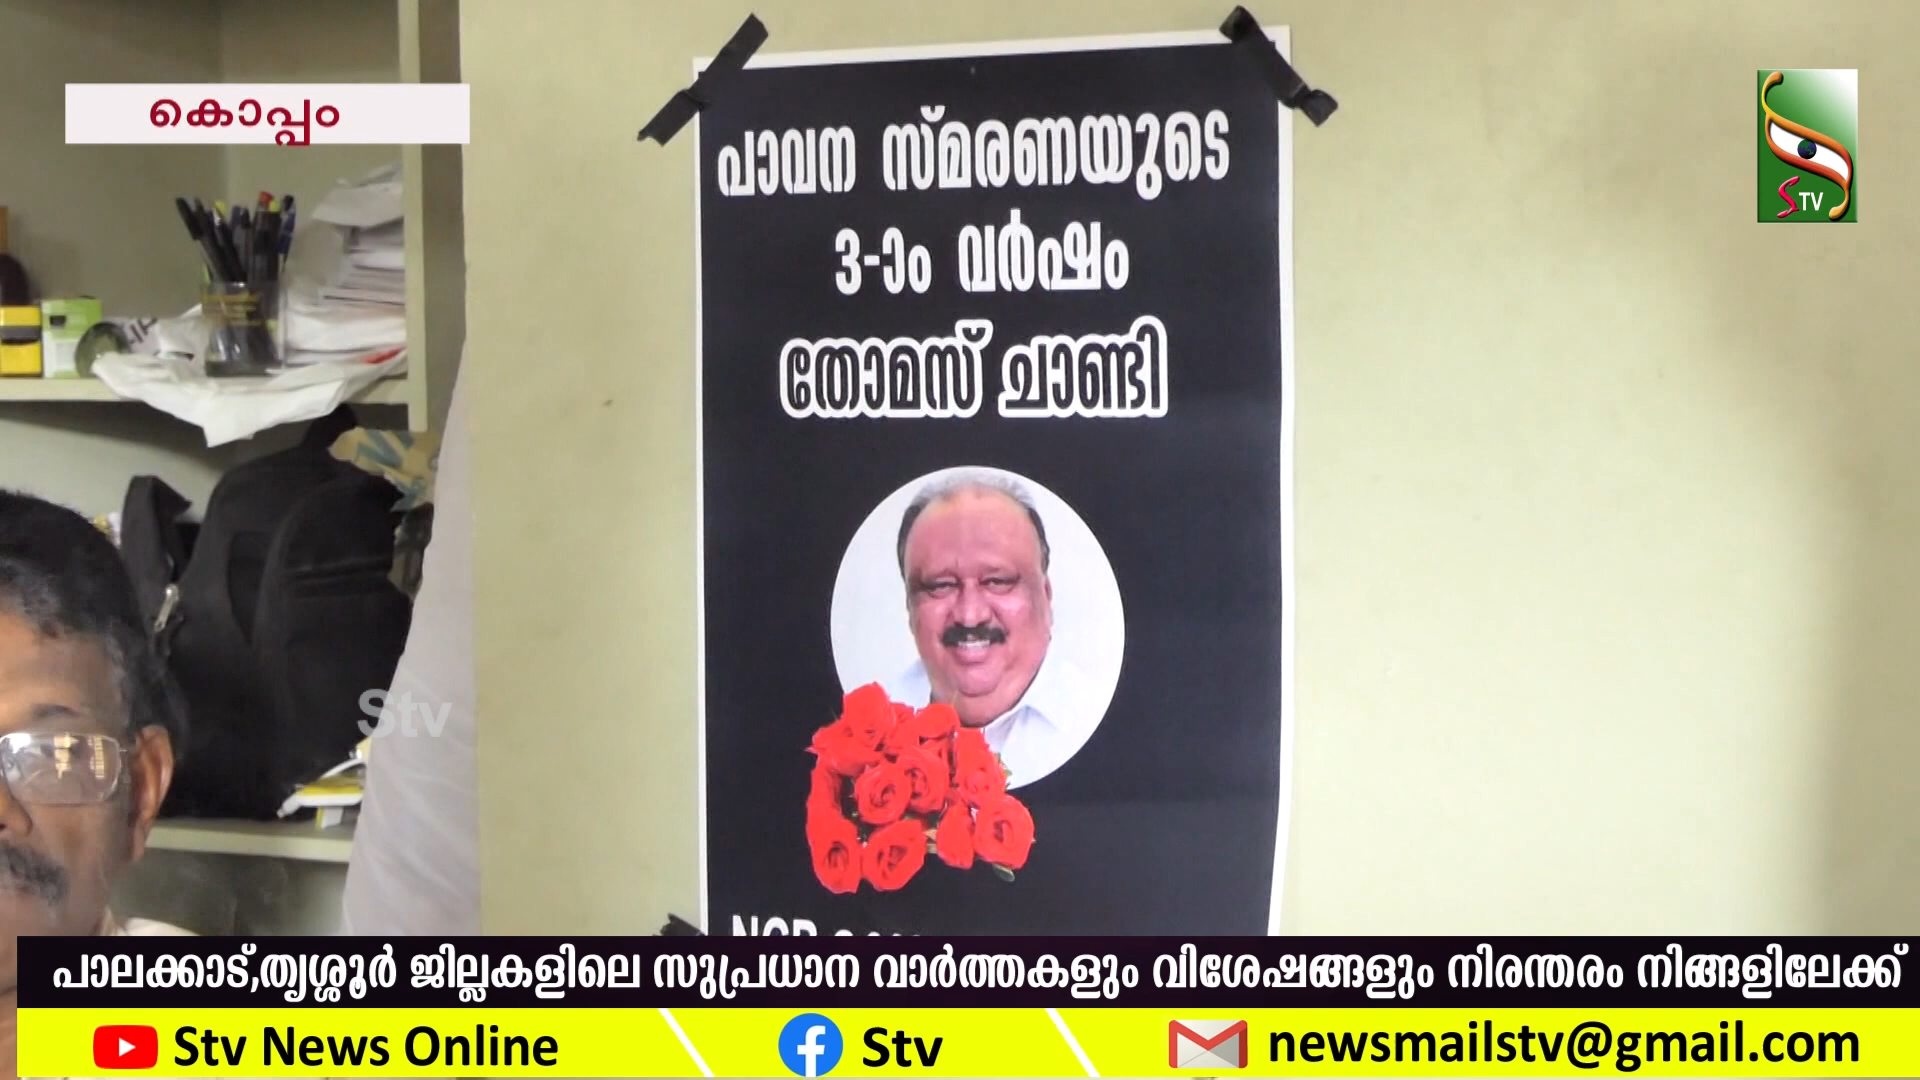 കൊപ്പം
STV
പാവന സ്മരണയുടെ
3-ാം വർഷം
തോമസ് ചാണ്ടി
Stv
പാലക്കാട്,തൃശ്ശൂർ ജില്ലകളിലെ സുപ്രധാന വാർത്തകളും വിശേഷങ്ങളും നിരന്തരം നിങ്ങളിലേക്ക്
Stv News Online
Stv
newsmailstv@gmail.com